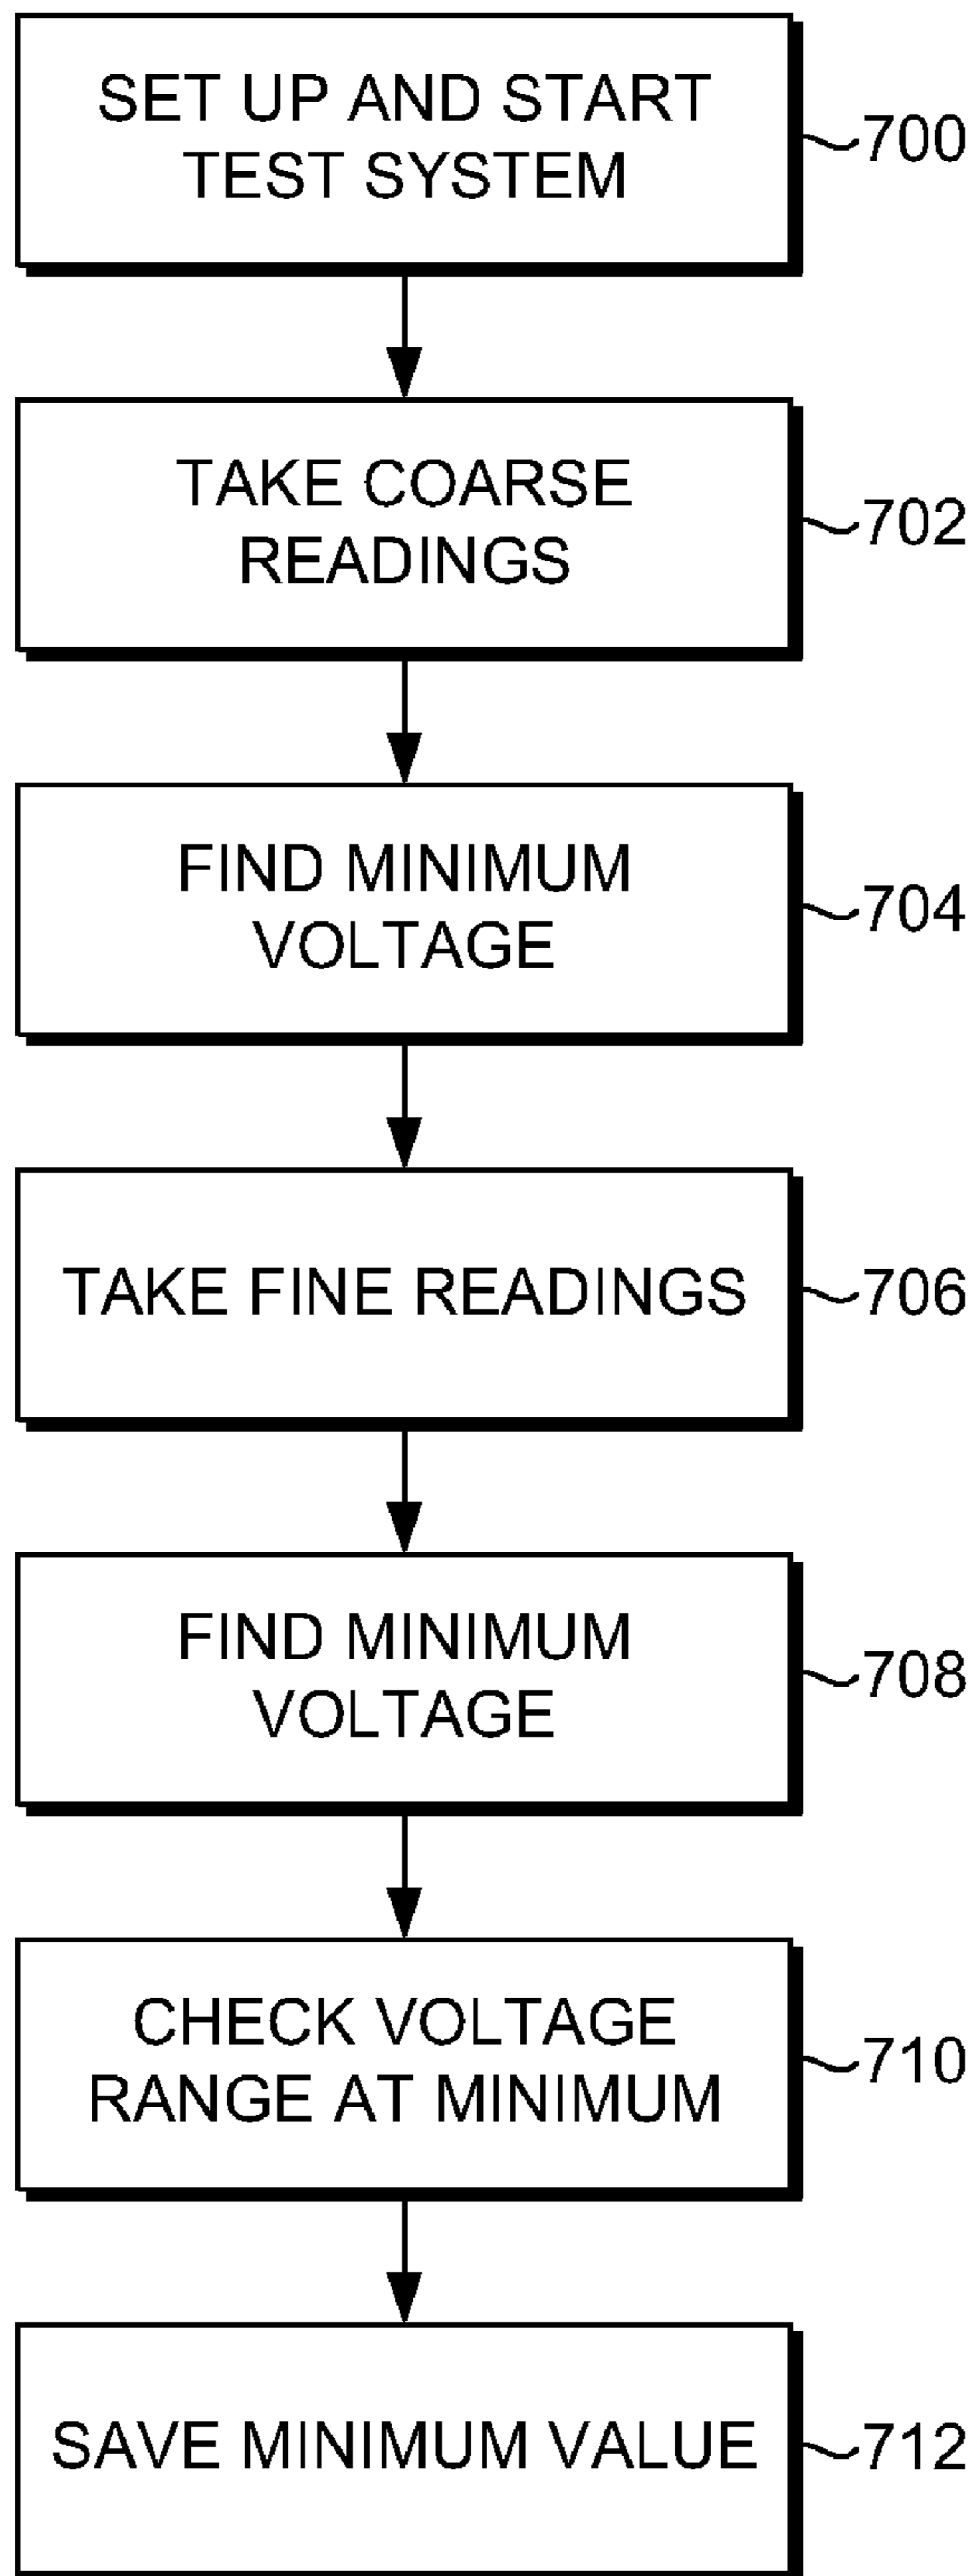 SET UP AND START
TEST SYSTEM
700
TAKE COARSE
READINGS
702
FIND MINIMUM
VOLTAGE
704
TAKE FINE READINGS
706
FIND MINIMUM
VOLTAGE
708
CHECK VOLTAGE
RANGE AT MINIMUM
710
SAVE MINIMUM VALUE
712